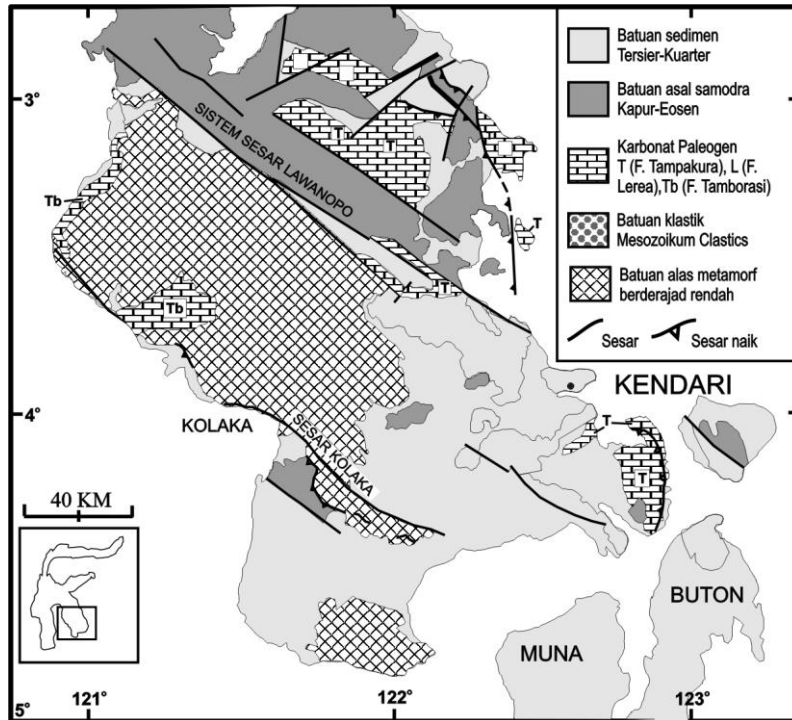 Batuan sedimen
Tersier-Kuarter
Batuan asal samodra
Kapur-Eosen
Karbonat Paleogen
T (F. Tampakura), L (F.
Lerea),Tb (F. Tamborasi)
Batuan klastik
Mesozoikum Clastics
Batuan alas metamorf
berderajad rendah
Sesar
Sesar naik
3°
SISTEM SESAR LAWANOPO
T
T
Tb
T
T
Tb
KENDARI
4°
KOLAKA
SESAR KOLAKA
T
T
40 KM
BUTON
MUNA
5°
121°
122°
123°